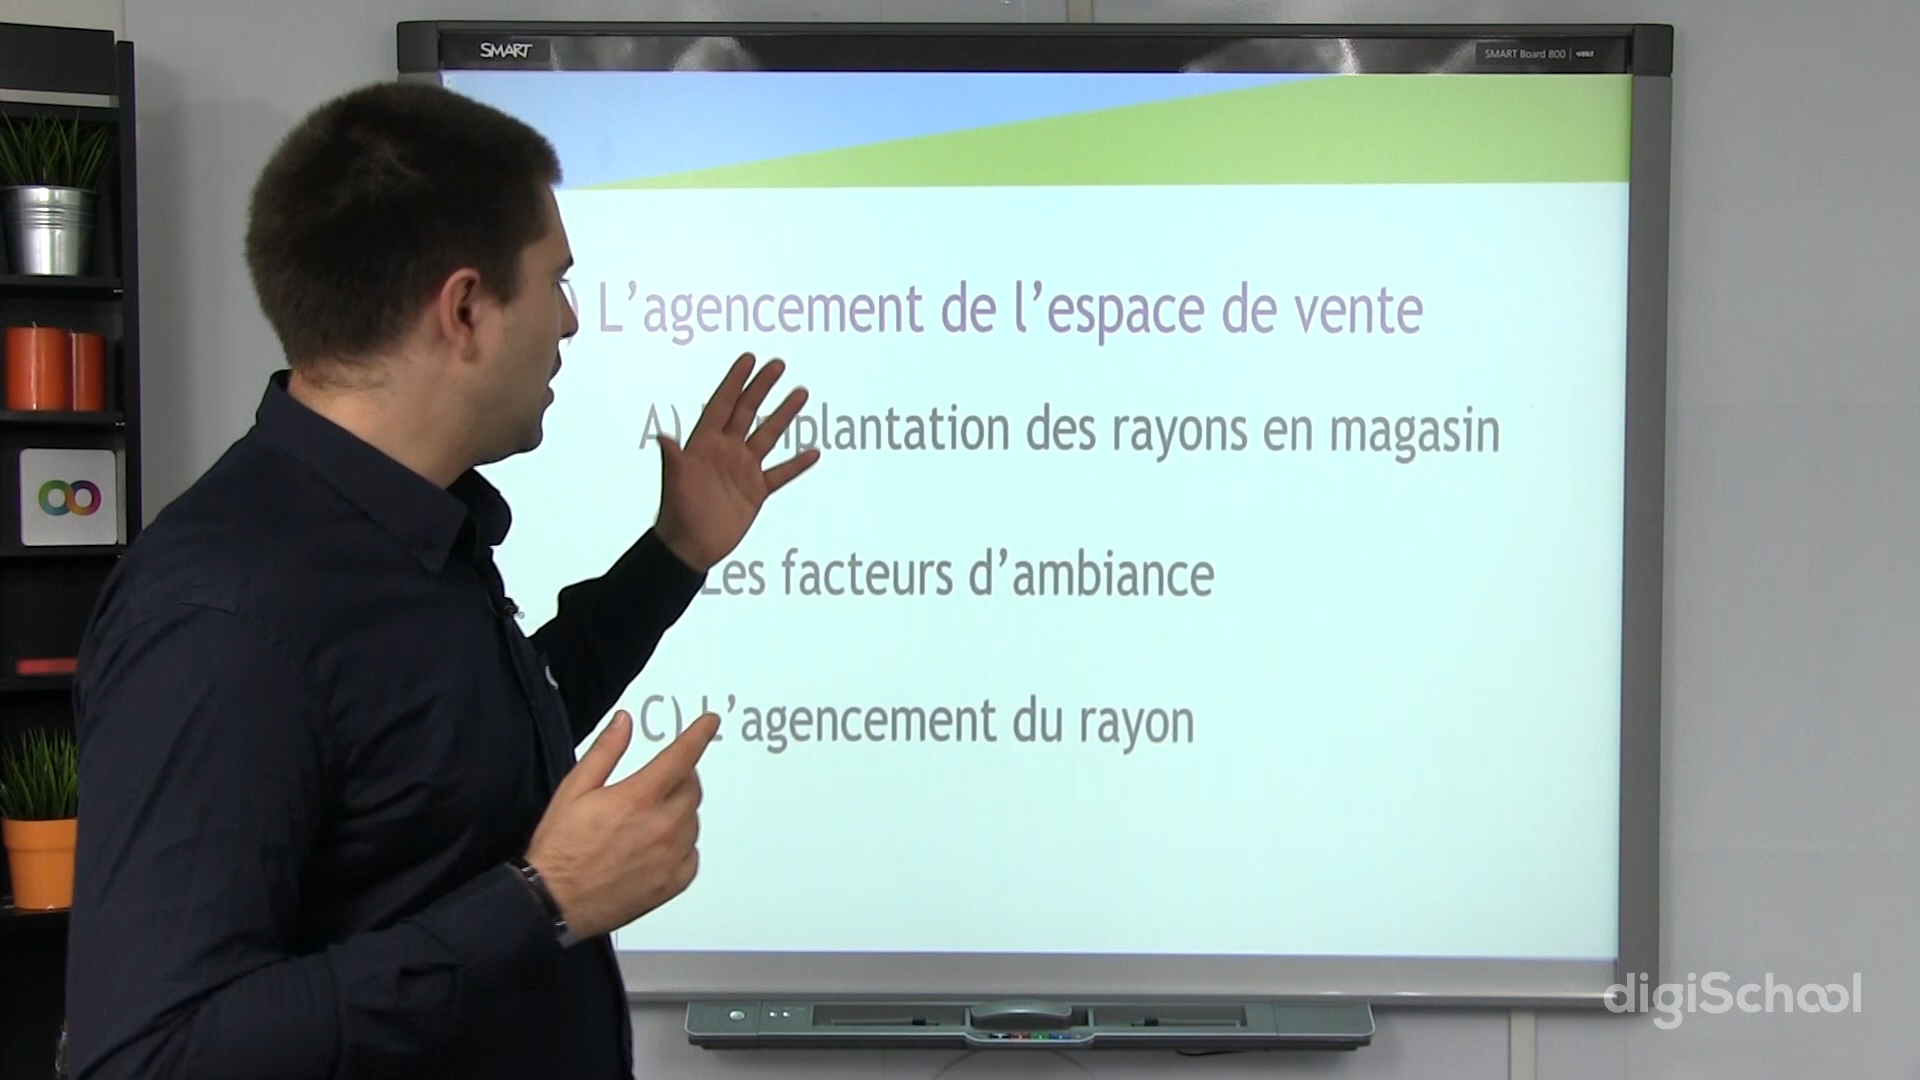 SMART
SMART Board 800
) L’agencement de l’espace de vente
A) mplantation des rayons en magasin
Les facteurs d’ambiance
C) L’agencement du rayon
digiSchool